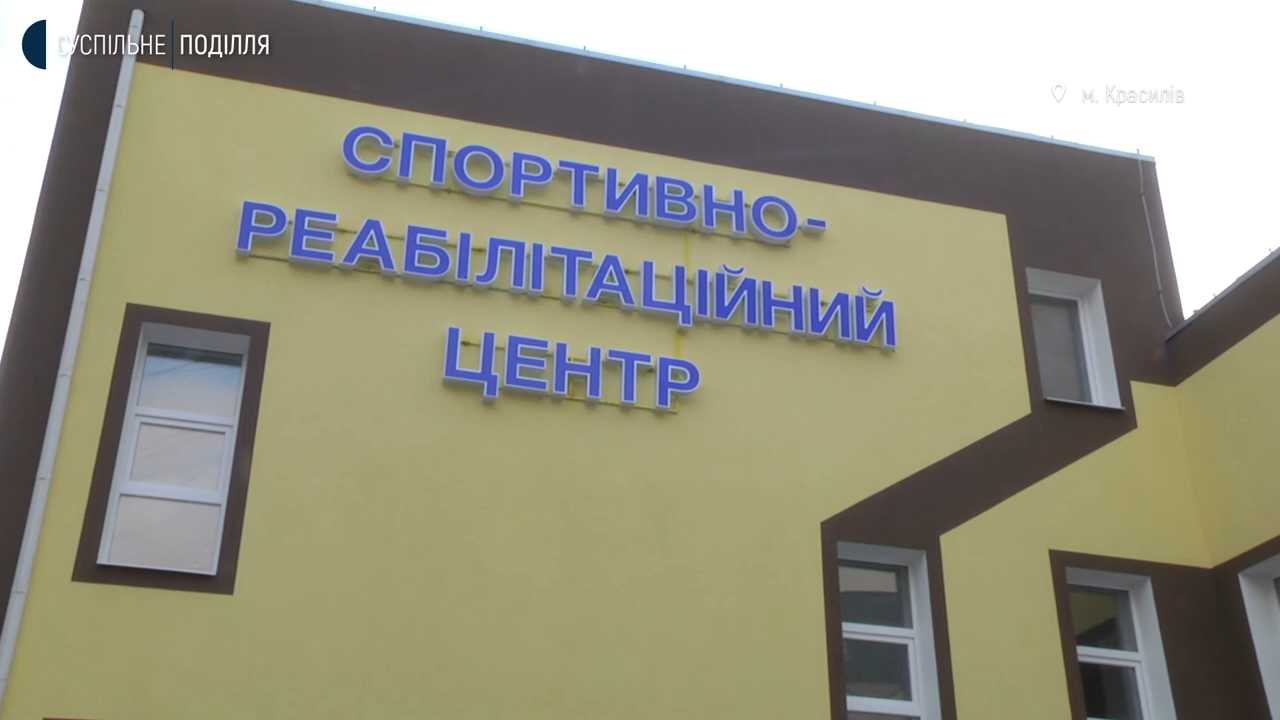 СУСПІЛЬНЕ ПОДІЛЛЯ
м. Красилів
СПОРТИВНО-
РЕАБІЛІТАЦІЙНИЙ
ЦЕНТР